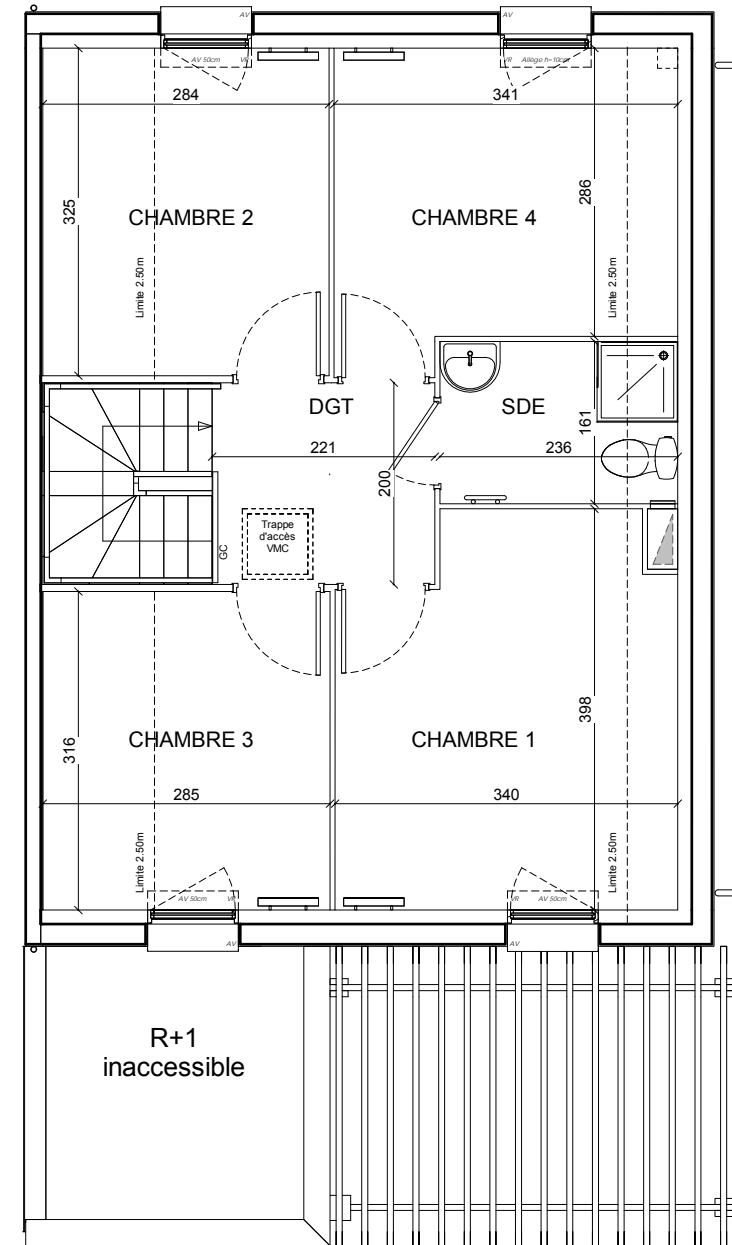 AV
AV
AV 50cm
VR
VR
Allège h=10cm
284
341
325
286
CHAMBRE 2
CHAMBRE 4
Limite 2.50m
Limite 2.50m
DGT
SDE
161
221
236
200
Trappe
d'accès
VMC
GC
398
316
CHAMBRE 3
CHAMBRE 1
285
340
Limite 2.50m
Limite 2.50m
AV 50cm
VR
VR
AV 50cm
AV
AV
R+1
inaccessible